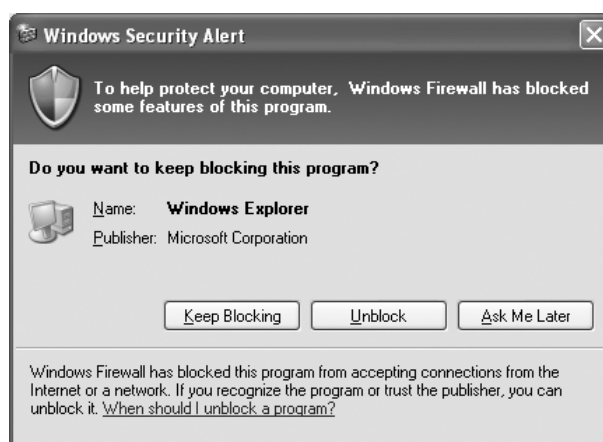 Windows Security Alert
To help protect your computer, Windows Firewall has blocked
some features of this program.
Do you want to keep blocking this program?
Name: Windows Explorer
Publisher: Microsoft Corporation
Keep Blocking Unblock Ask Me Later
Windows Firewall has blocked this program from accepting connections from the
Internet or a network. If you recognize the program or trust the publisher, you can
unblock it. When should I unblock a program?